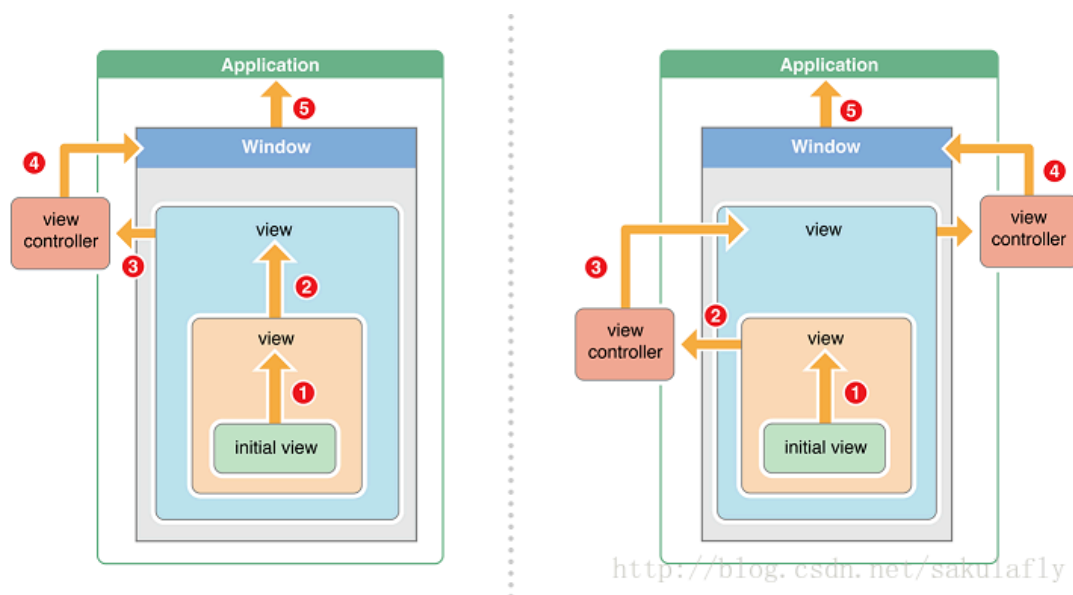 Application
5
Window
4
view
controller
view
3
2
view
1
initial view
Application
5
Window
4
view
controller
view
3
2
view
controller
view
1
initial view
http://blog.csdn.net/sakulafly